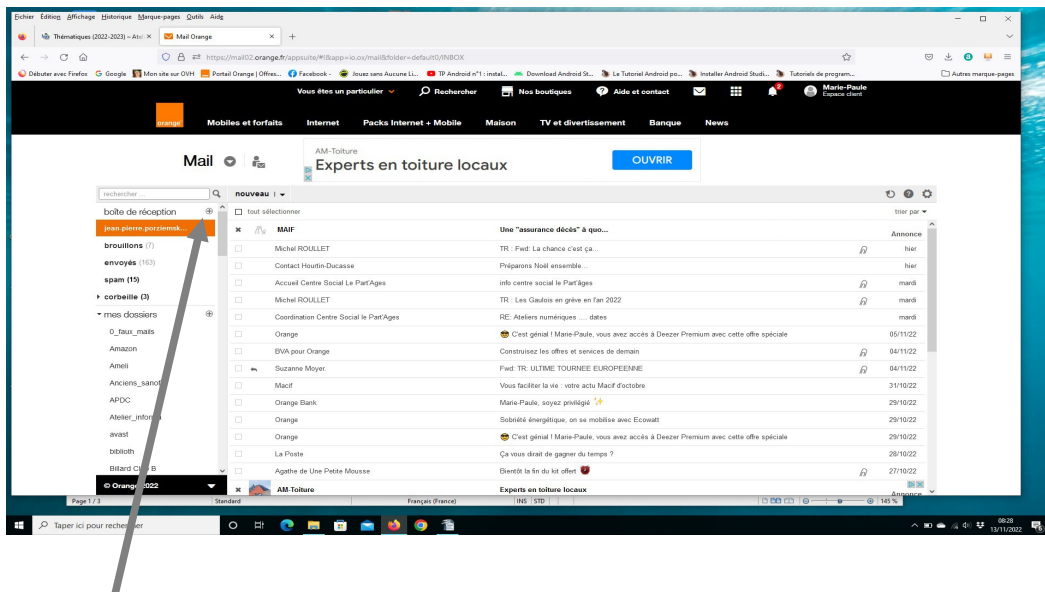 Fichier Édition Affichage Historique Marque-pages Outils Aide
Thématiques (2022-2023) – Ateli × Mail Orange × +
https://mail02.orange.fr/appsuite/#!&app=io.ox/mail&folder=default0/INBOX
Débuter avec Firefox Google Mon site sur OVH Portail Orange | Offres... Facebook - Jouez sans Aucune Li... TP Android n°1 : instal... Download Android St... Le Tutoriel Android po... Installer Android Studi... Tutoriels de program... Autres marque-pages
Vous êtes un particulier Rechercher Nos boutiques Aide et contact 2 Marie-Paule
Espace client
orange Mobiles et forfaits Internet Packs Internet + Mobile Maison TV et divertissement Banque News
Mail
AM-Toiture
Experts en toiture locaux OUVRIR
rechercher ... nouveau
boîte de réception tout sélectionner trier par
jean-pierre.porziemsk... MAIF Une "assurance décès" à quo... Annonce
brouillons (7) Michel ROULLET TR : Fwd: La chance c'est ça... hier
envoyés (163) Contact Hourtin-Ducasse Préparons Noël ensemble... hier
spam (15) Accueil Centre Social Le Part'Ages info centre social le Part'âges mardi
corbeille (3) Michel ROULLET TR : Les Gaulois en grève en l'an 2022 mardi
mes dossiers Coordination Centre Social le Part'Ages RE: Ateliers numériques .... dates mardi
0_faux_mails Orange C'est génial ! Marie-Paule, vous avez accès à Deezer Premium avec cette offre spéciale 05/11/22
Amazon BVA pour Orange Construisez les offres et services de demain 04/11/22
Ameli Suzanne Moyer. Fwd: TR: ULTIME TOURNEE EUROPEENNE 04/11/22
Anciens_sanof Macif Vous faciliter la vie : votre actu Macif d'octobre 31/10/22
APDC Orange Bank Marie-Paule, soyez privilégié 29/10/22
Atelier_inform Orange Sobriété énergétique, on se mobilise avec Ecowatt 29/10/22
avast Orange C'est génial ! Marie-Paule, vous avez accès à Deezer Premium avec cette offre spéciale 29/10/22
biblioth La Poste Ça vous dirait de gagner du temps ? 28/10/22
Billard Cl B Agathe de Une Petite Mousse Bientôt la fin du kit offert 27/10/22
© Orange 2022 AM-Toiture Experts en toiture locaux Annonce
Page 1 / 3 Standard Français (France) INS STD 145 %
Taper ici pour rechercher 08:28
13/11/2022